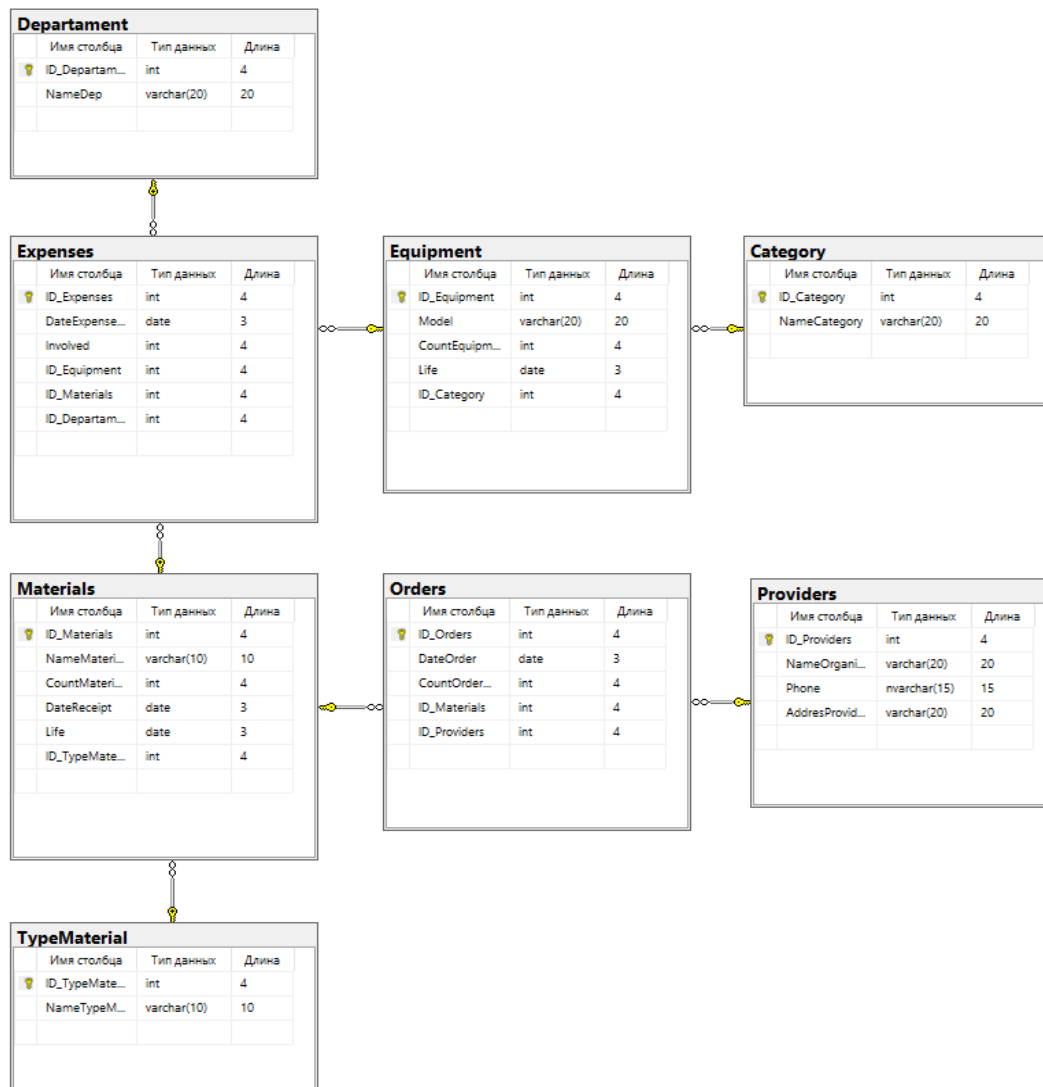 Departament
Имя столбца Тип данных Длина
ID_Departam... int 4
NameDep varchar(20) 20
Expenses
Имя столбца Тип данных Длина
ID_Expenses int 4
DateExpense... date 3
Involved int 4
ID_Equipment int 4
ID_Materials int 4
ID_Departam... int 4
Equipment
Имя столбца Тип данных Длина
ID_Equipment int 4
Model varchar(20) 20
CountEquipm... int 4
Life date 3
ID_Category int 4
Category
Имя столбца Тип данных Длина
ID_Category int 4
NameCategory varchar(20) 20
Materials
Имя столбца Тип данных Длина
ID_Materials int 4
NameMateri... varchar(10) 10
CountMateri... int 4
DateReceipt date 3
Life date 3
ID_TypeMate... int 4
Orders
Имя столбца Тип данных Длина
ID_Orders int 4
DateOrder date 3
CountOrder... int 4
ID_Materials int 4
ID_Providers int 4
Providers
Имя столбца Тип данных Длина
ID_Providers int 4
NameOrgani... varchar(20) 20
Phone nvarchar(15) 15
AddresProvid... varchar(20) 20
TypeMaterial
Имя столбца Тип данных Длина
ID_TypeMate... int 4
NameTypeM... varchar(10) 10